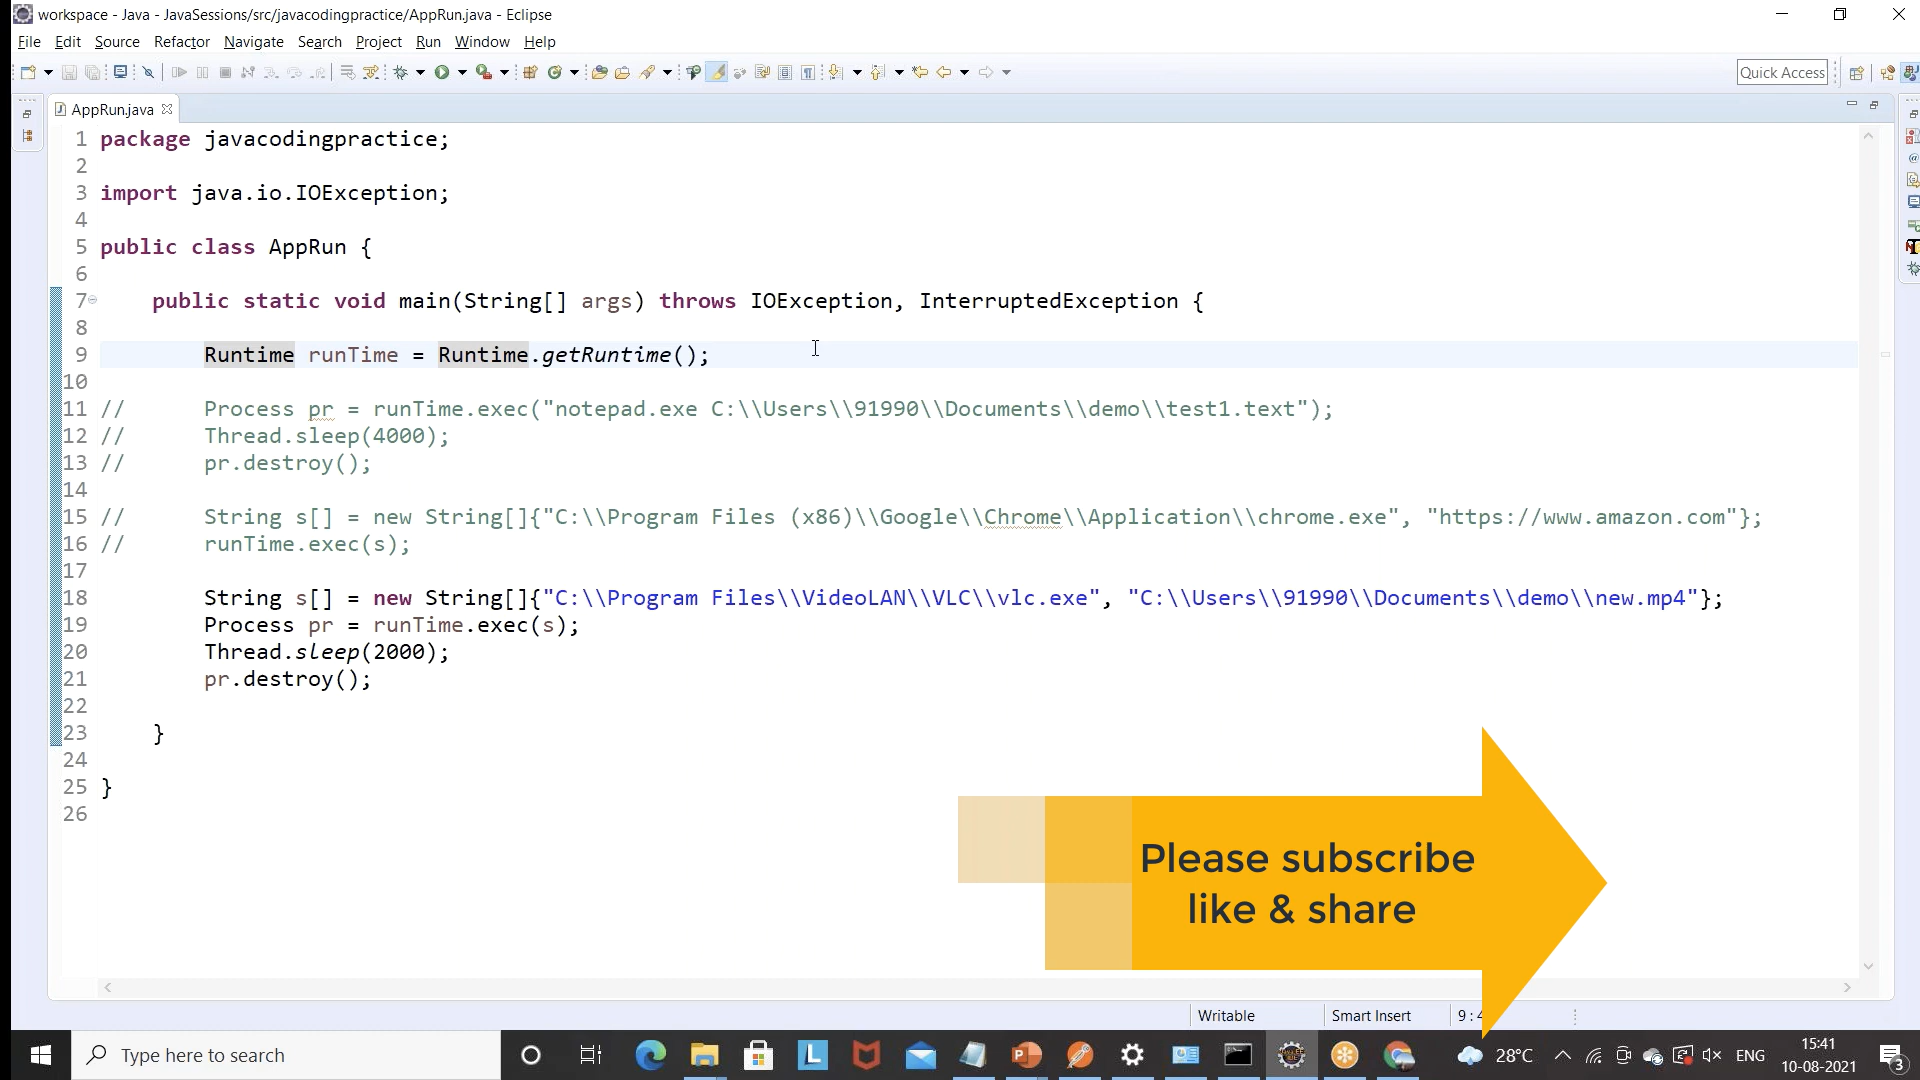 workspace - Java - JavaSessions/src/javacodingpractice/AppRun.java - Eclipse
File Edit Source Refactor Navigate Search Project Run Window Help
Quick Access
AppRun.java
1 package javacodingpractice;
2
3 import java.io.IOException;
4
5 public class AppRun {
6
7 public static void main(String[] args) throws IOException, InterruptedException {
8
9 Runtime runTime = Runtime.getRuntime();
10
11 // Process pr = runTime.exec("notepad.exe C:\\Users\\91990\\Documents\\demo\\test1.text");
12 // Thread.sleep(4000);
13 // pr.destroy();
14
15 // String s[] = new String[]{"C:\\Program Files (x86)\\Google\\Chrome\\Application\\chrome.exe", "https://www.amazon.com"};
16 // runTime.exec(s);
17
18 String s[] = new String[]{"C:\\Program Files\\VideoLAN\\VLC\\vlc.exe", "C:\\Users\\91990\\Documents\\demo\\new.mp4"};
19 Process pr = runTime.exec(s);
20 Thread.sleep(2000);
21 pr.destroy();
22
23 }
24
25 }
26
Please subscribe
like & share
Writable Smart Insert 9 : 4
Type here to search
28°C ENG
15:41
10-08-2021
3